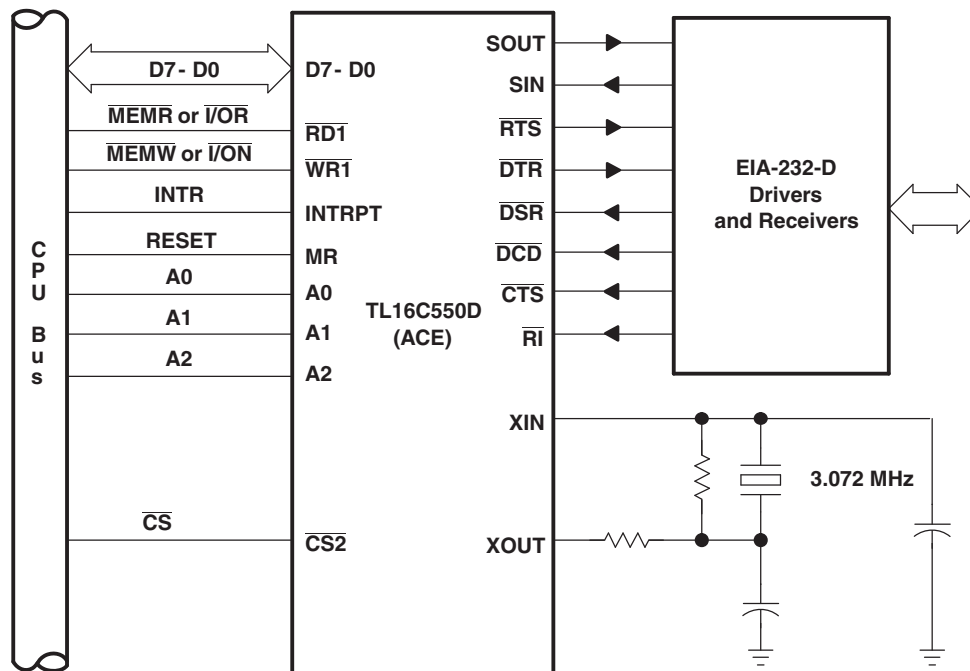 D7- D0
MEMR or I/OR
MEMW or I/ON
INTR
RESET
A0
A1
A2
CS
CPU Bus
D7- D0
RD1
WR1
INTRPT
MR
A0
A1
A2
CS2
TL16C550D
(ACE)
SOUT
SIN
RTS
DTR
DSR
DCD
CTS
RI
XIN
XOUT
EIA-232-D
Drivers
and Receivers
3.072 MHz